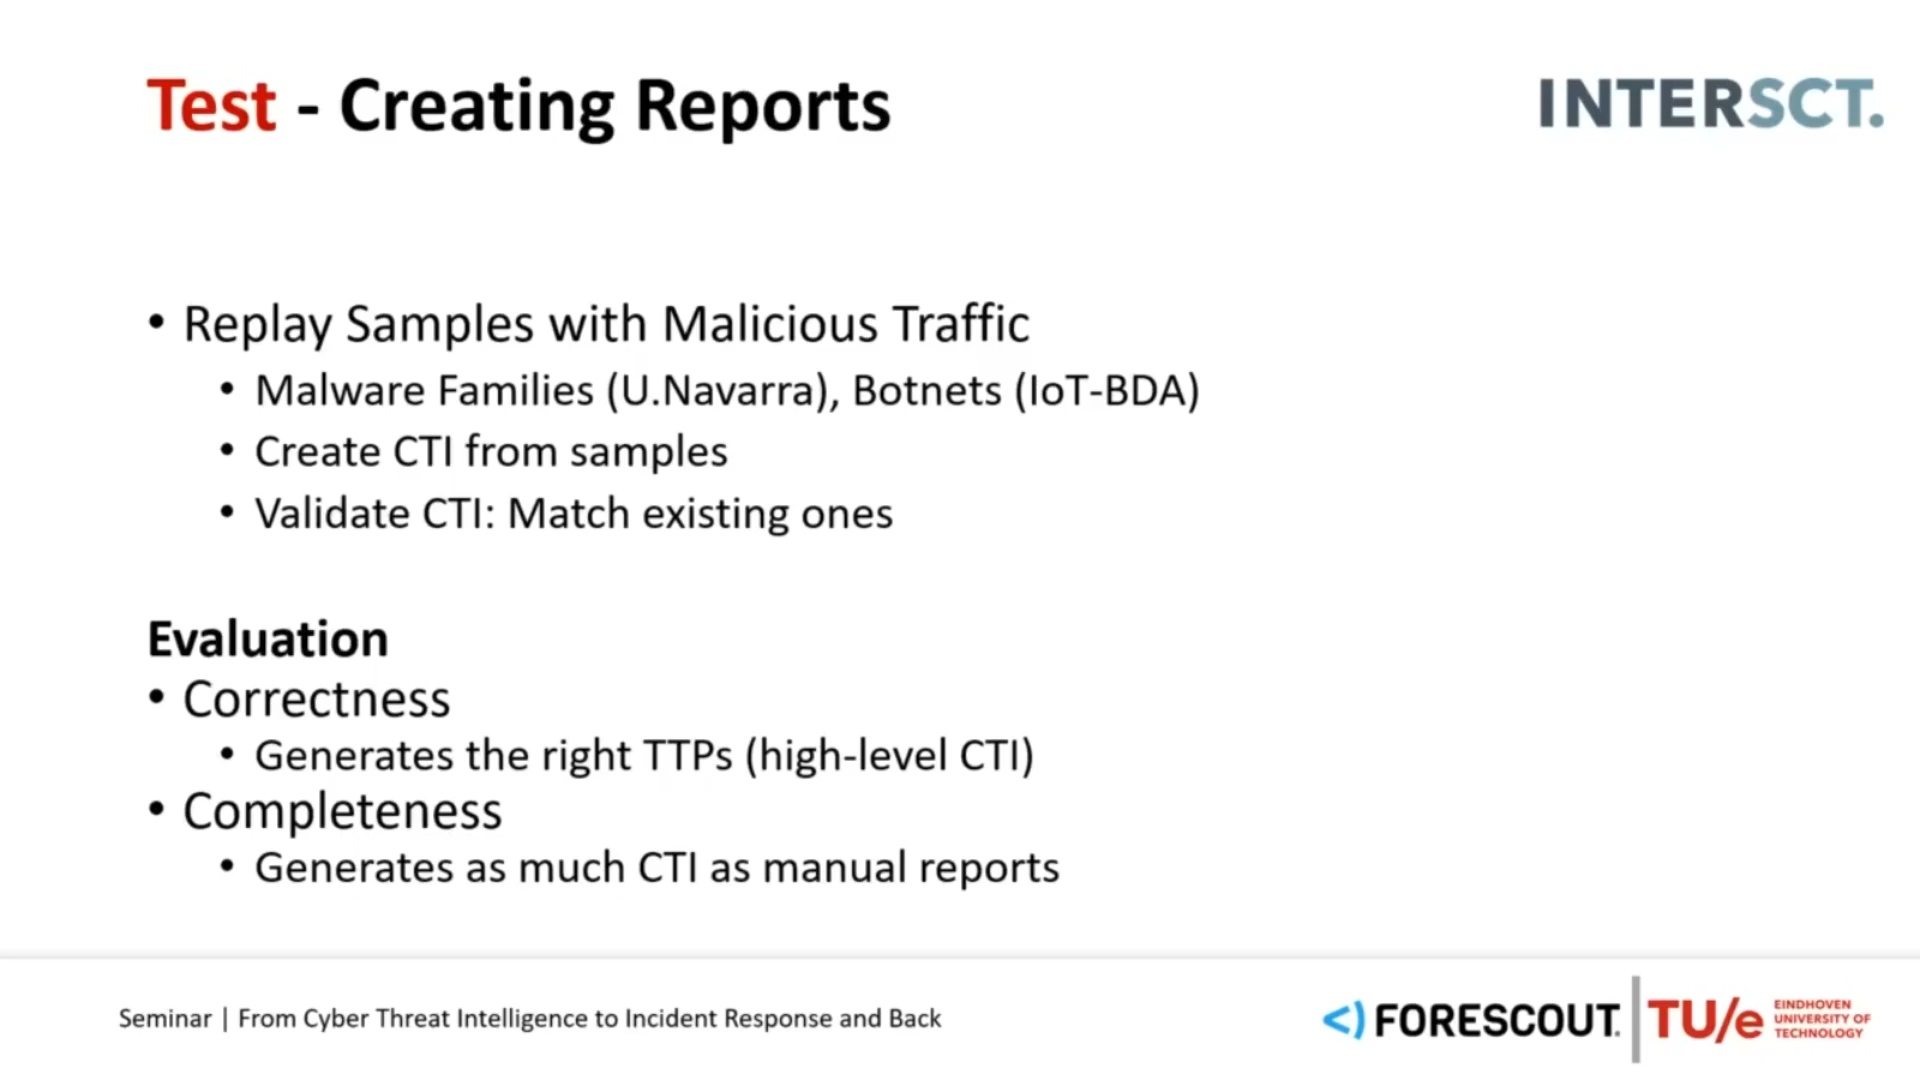 Test - Creating Reports
INTERSCT.
• Replay Samples with Malicious Traffic
• Malware Families (U.Navarra), Botnets (IoT-BDA)
• Create CTI from samples
• Validate CTI: Match existing ones
Evaluation
• Correctness
• Generates the right TTPs (high-level CTI)
• Completeness
• Generates as much CTI as manual reports
Seminar | From Cyber Threat Intelligence to Incident Response and Back
<) FORESCOUT.
TU/e
EINDHOVEN
UNIVERSITY OF
TECHNOLOGY